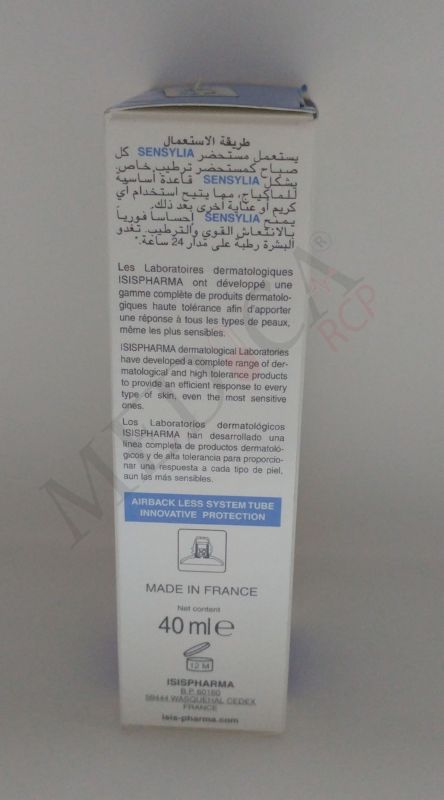 طريقة الاستعمال
يستعمل مستحضر SENSYLIA كل
صباح كمستحضر ترطيب خاص.
يشكل SENSYLIA قاعدة أساسية
للماكياج، مما يتيح استخدام أي
كريم أو عناية أخرى بعد ذلك.
يمنح SENSYLIA إحساسا فوريا
بالانتعاش القوي والترطيب. تغدو
البشرة رطبة على مدار 24 ساعة.*
Les Laboratoires dermatologiques
ISISPHARMA ont développé une
gamme complète de produits dermatolo-
giques haute tolérance afin d'apporter
une réponse à tous les types de peaux,
même les plus sensibles.
ISISPHARMA dermatological Laboratories
have developed a complete range of der-
matological and high tolerance products
to provide an efficient response to every
type of skin, even the most sensitive
ones.
Los Laboratorios dermatológicos
ISISPHARMA han desarrollado una
línea completa de productos dermatoló-
gicos y de alta tolerancia para proporcio-
nar una respuesta a cada tipo de piel,
aun las más sensibles.
AIRBACK LESS SYSTEM TUBE
INNOVATIVE PROTECTION
MADE IN FRANCE
Net content
40 ml e
12 M
ISISPHARMA
B.P. 60160
59444 WASQUEHAL CEDEX
FRANCE
isis-pharma.com
MEDICA RCP
®